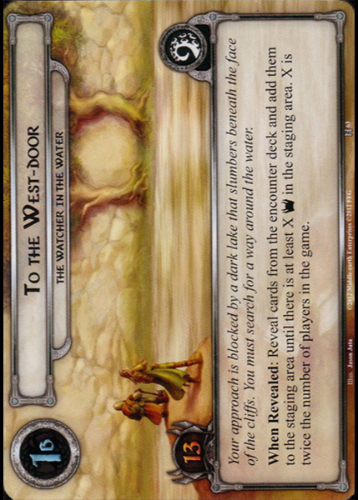 1B
TO THE WEST-DOOR
THE WATCHER IN THE WATER
13
Your approach is blocked by a dark lake that slumbers beneath the face
of the cliffs. You must search for a way around the water.
When Revealed: Reveal cards from the encounter deck and add them
to the staging area until there is at least X in the staging area. X is
twice the number of players in the game.
Illus. Jason Juta
©2012 Middle-earth Enterprises ©2012 FFG